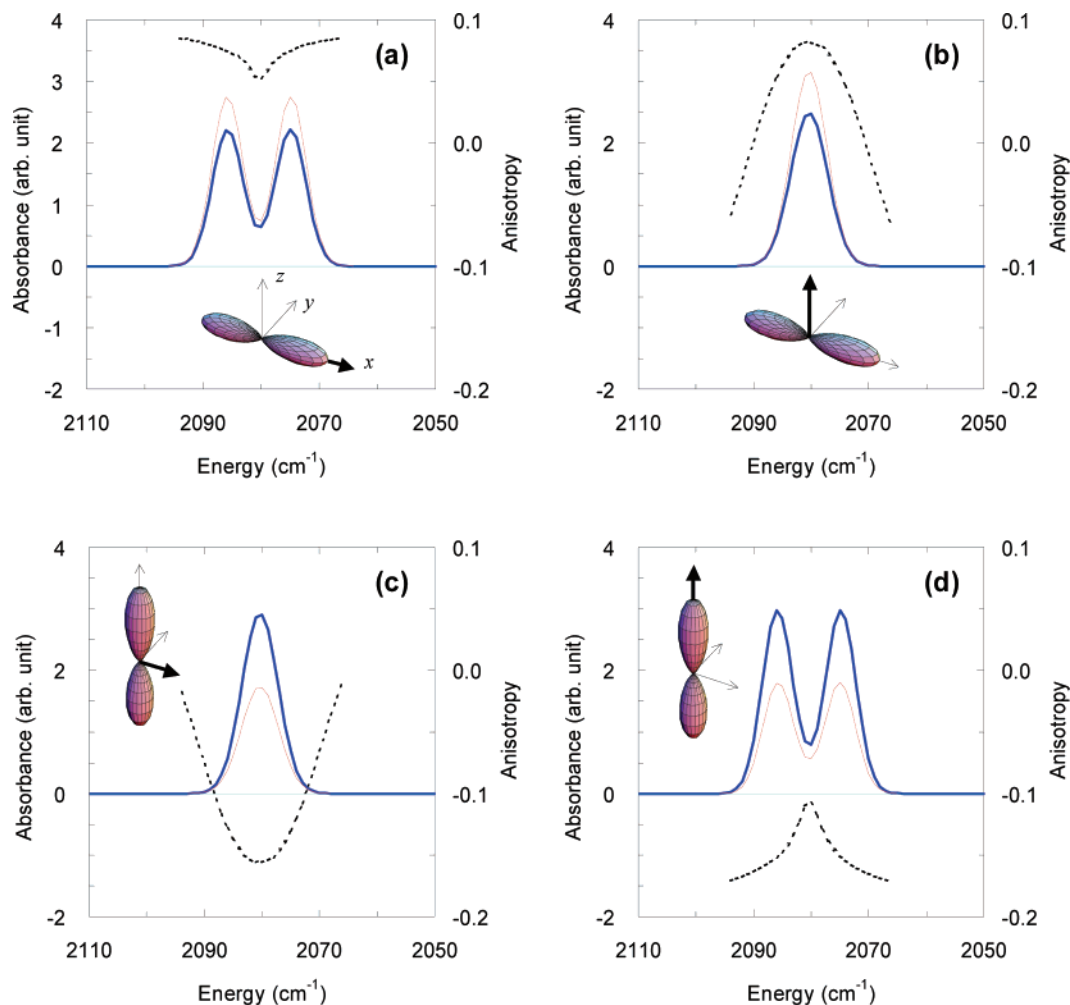 4
3
2
1
0
-1
-2
Absorbance (arb. unit)
0.1
0.0
-0.1
-0.2
Anisotropy
(a)
z
y
x
2110
2090
2070
2050
Energy (cm-1)
4
3
2
1
0
-1
-2
Absorbance (arb. unit)
0.1
0.0
-0.1
-0.2
Anisotropy
(b)
2110
2090
2070
2050
Energy (cm-1)
4
2
0
-2
Absorbance (arb. unit)
0.1
0.0
-0.1
-0.2
Anisotropy
(c)
2110
2090
2070
2050
Energy (cm-1)
4
2
0
-2
Absorbance (arb. unit)
0.1
0.0
-0.1
-0.2
Anisotropy
(d)
2110
2090
2070
2050
Energy (cm-1)